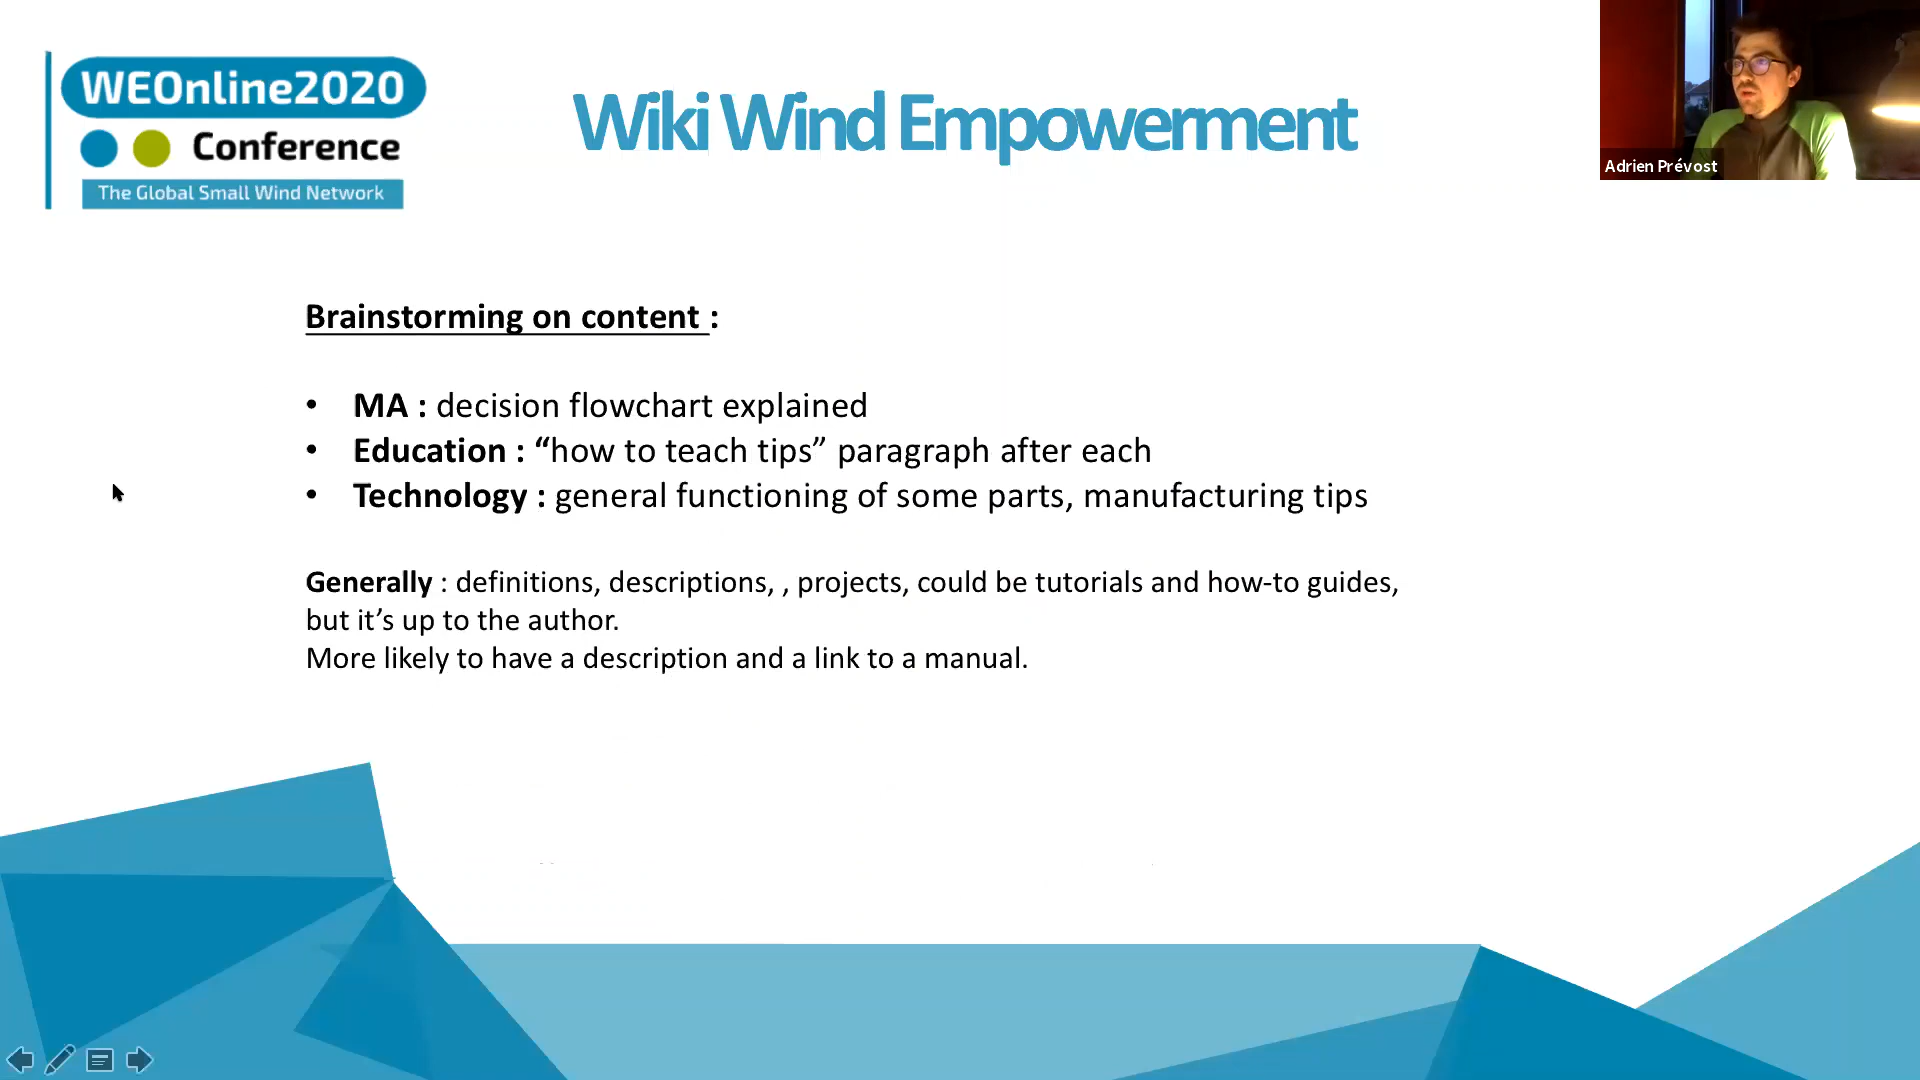 WEOnline2020
Conference
The Global Small Wind Network
Wiki Wind Empowerment
Adrien Prévost
Brainstorming on content :
• MA : decision flowchart explained
• Education : “how to teach tips” paragraph after each
• Technology : general functioning of some parts, manufacturing tips
Generally : definitions, descriptions, , projects, could be tutorials and how-to guides,
but it’s up to the author.
More likely to have a description and a link to a manual.